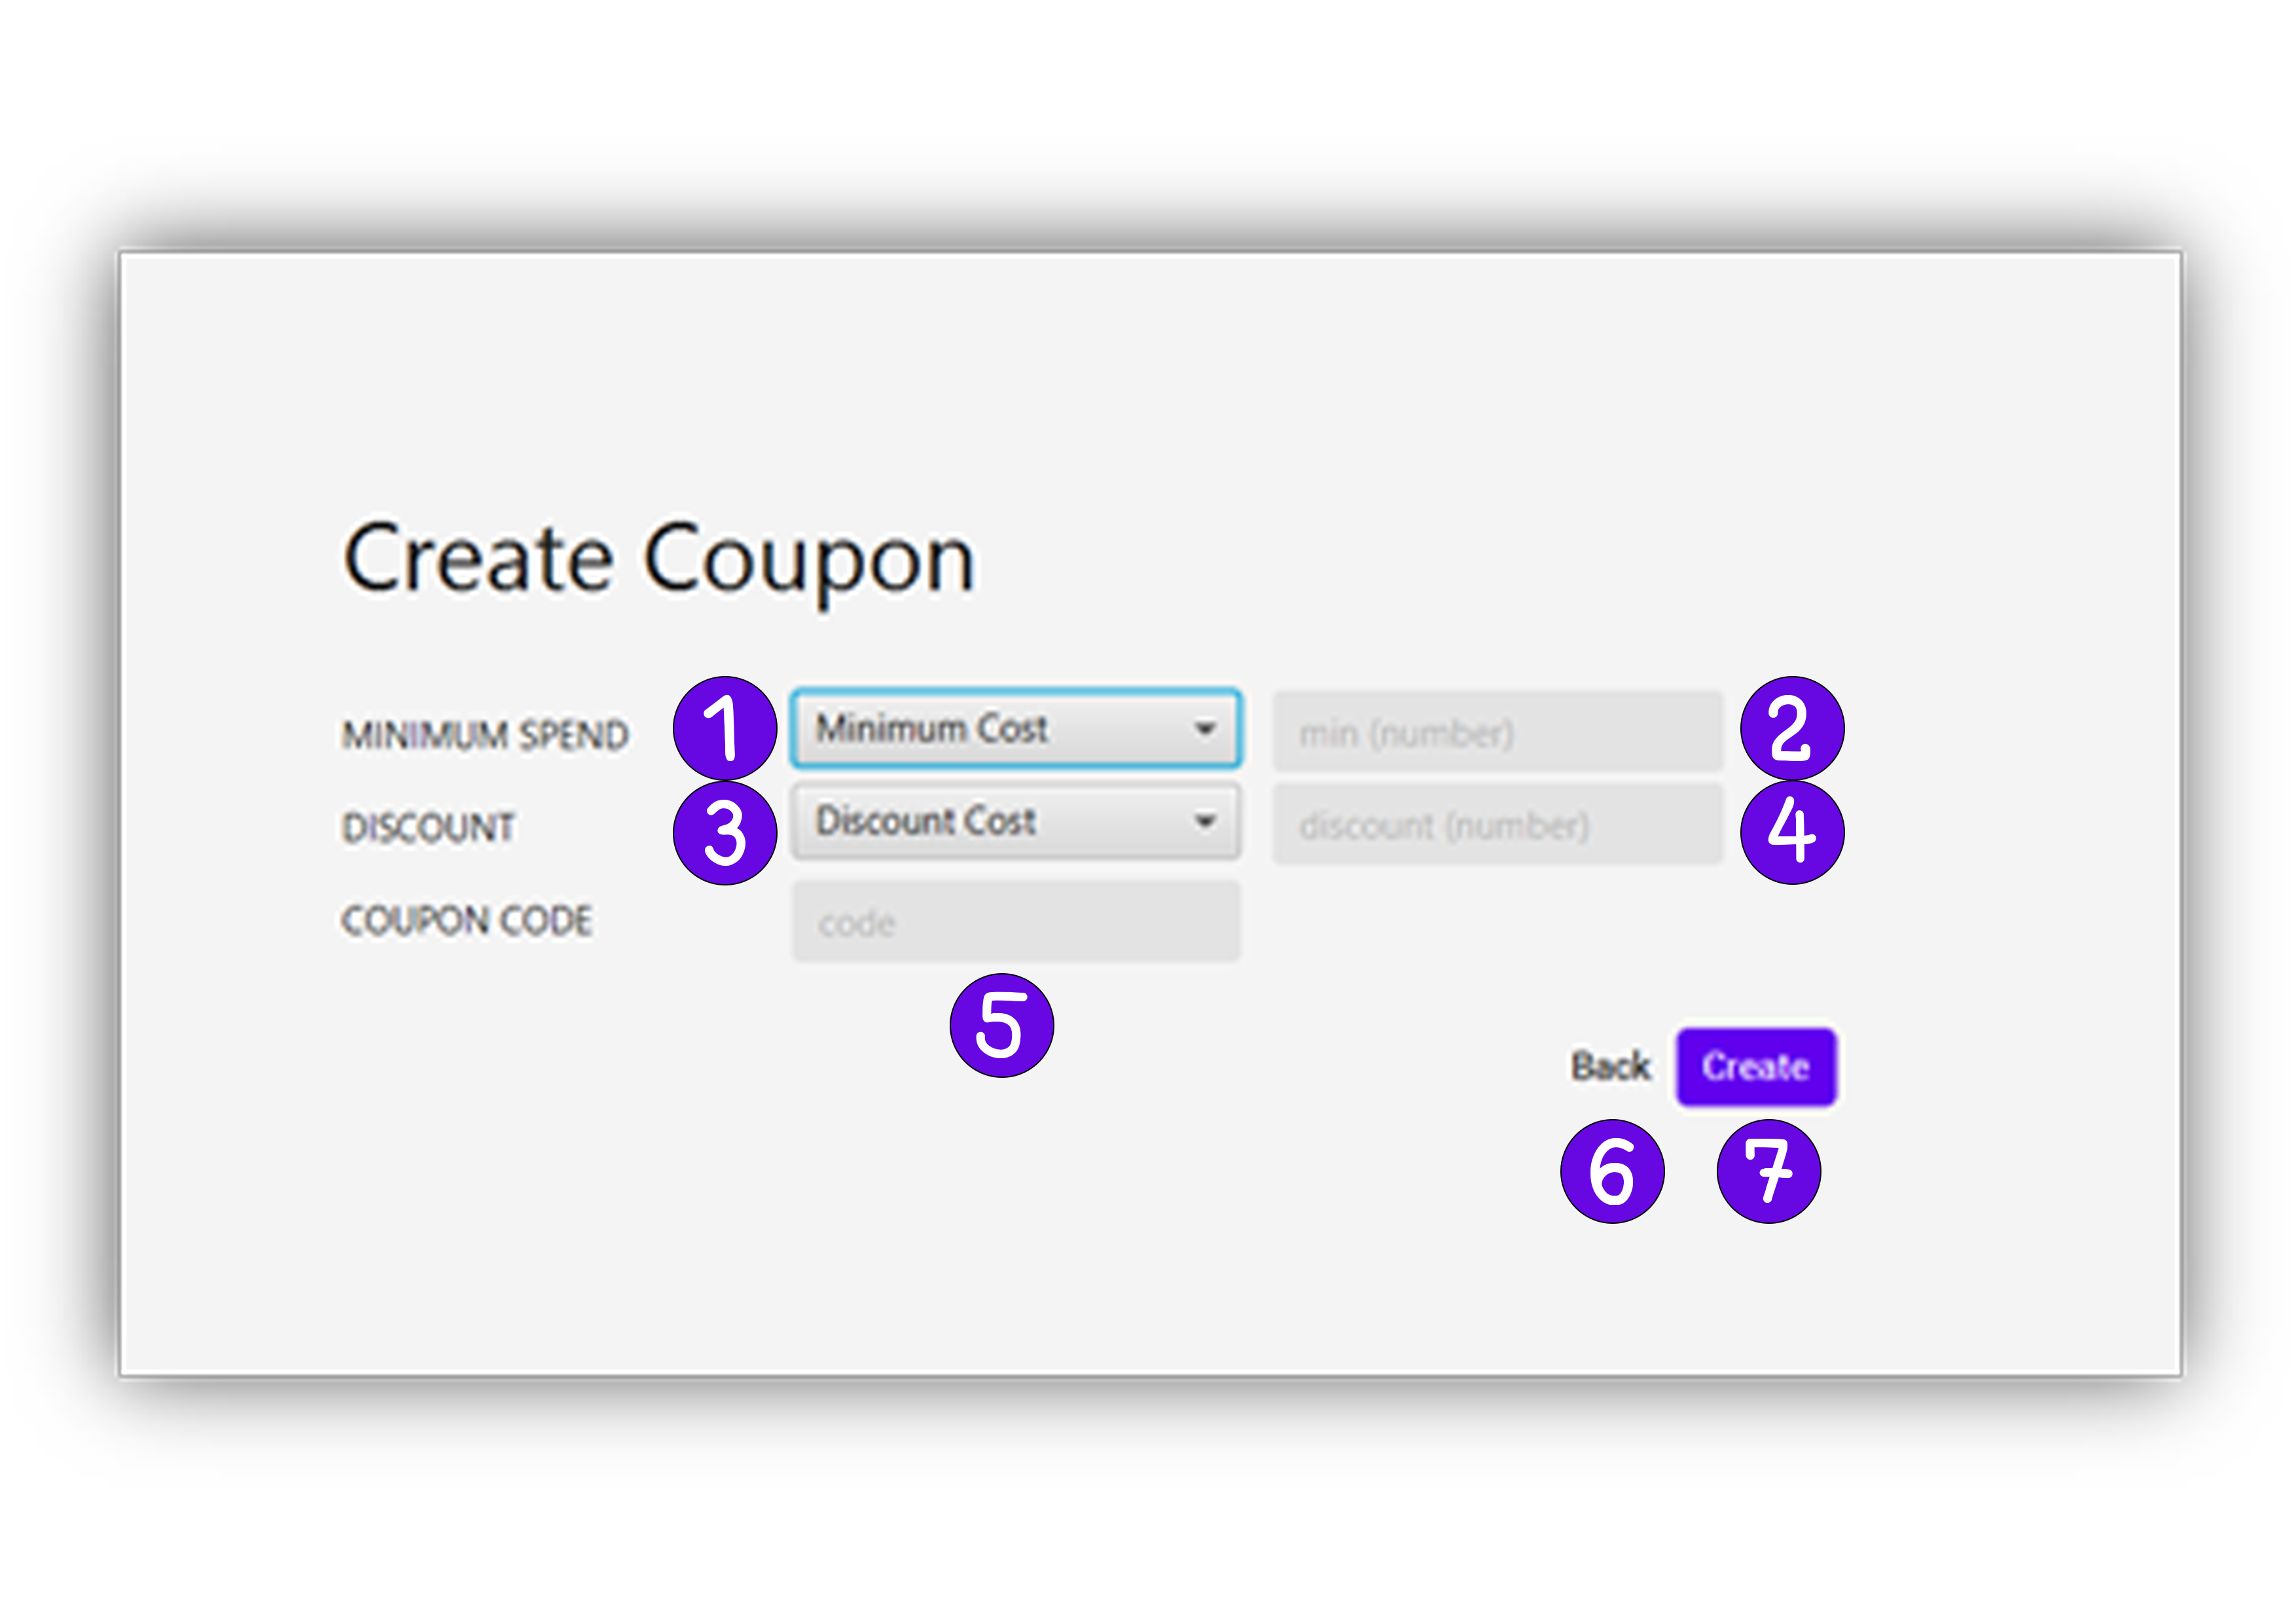 Create Coupon
MINIMUM SPEND 1 Minimum Cost min (number) 2
DISCOUNT 3 Discount Cost discount (number) 4
COUPON CODE code
5
Back Create
6 7